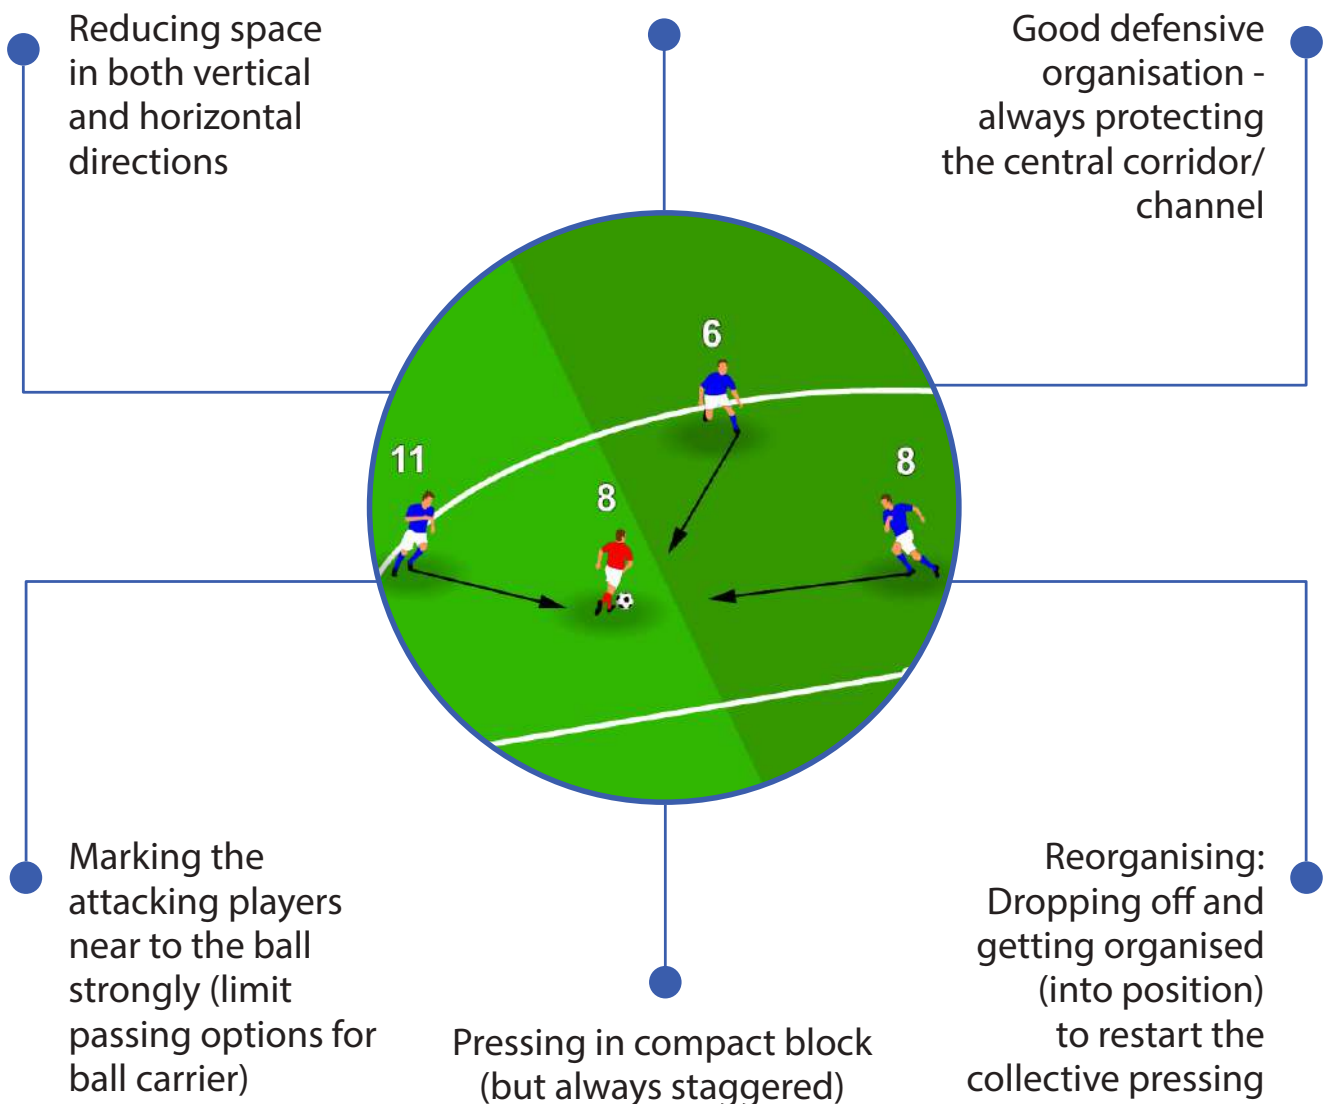 Reducing space
in both vertical
and horizontal
directions
Good defensive
organisation -
always protecting
the central corridor/
channel
6
11
8
8
Marking the
attacking players
near to the ball
strongly (limit
passing options for
ball carrier)
Pressing in compact block
(but always staggered)
Reorganising:
Dropping off and
getting organised
(into position)
to restart the
collective pressing